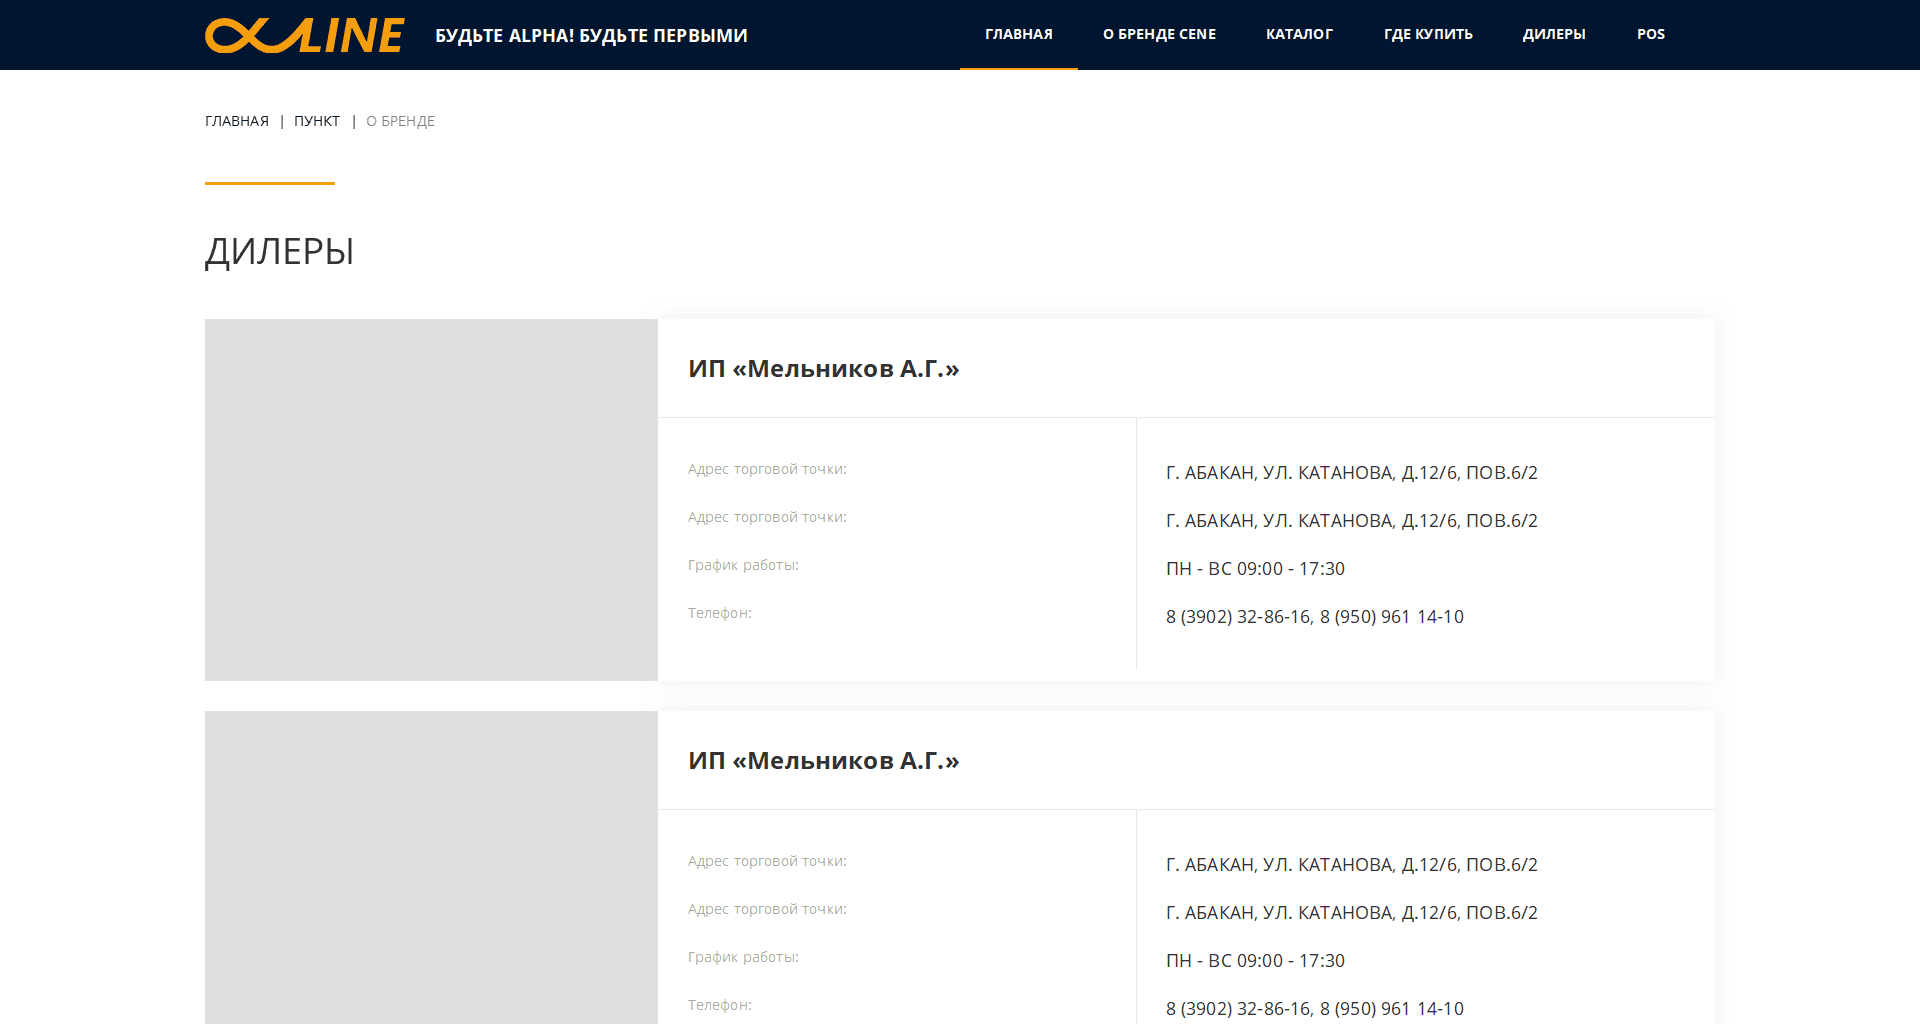 LINE БУДЬТЕ ALPHA! БУДЬТЕ ПЕРВЫМИ ГЛАВНАЯ О БРЕНДЕ CENE КАТАЛОГ ГДЕ КУПИТЬ ДИЛЕРЫ POS
ГЛАВНАЯ | ПУНКТ | О БРЕНДЕ
ДИЛЕРЫ
ИП «Мельников А.Г.»
Адрес торговой точки: Г. АБАКАН, УЛ. КАТАНОВА, Д.12/6, ПОВ.6/2
Адрес торговой точки: Г. АБАКАН, УЛ. КАТАНОВА, Д.12/6, ПОВ.6/2
График работы: ПН - ВС 09:00 - 17:30
Телефон: 8 (3902) 32-86-16, 8 (950) 961 14-10
ИП «Мельников А.Г.»
Адрес торговой точки: Г. АБАКАН, УЛ. КАТАНОВА, Д.12/6, ПОВ.6/2
Адрес торговой точки: Г. АБАКАН, УЛ. КАТАНОВА, Д.12/6, ПОВ.6/2
График работы: ПН - ВС 09:00 - 17:30
Телефон: 8 (3902) 32-86-16, 8 (950) 961 14-10